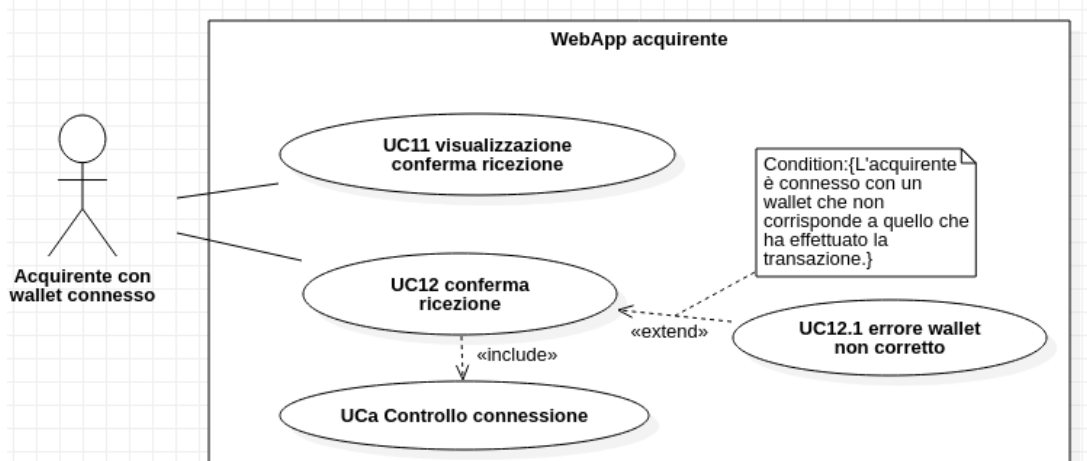 WebApp acquirente
UC11 visualizzazione
conferma ricezione
Condition:{L'acquirente
è connesso con un
wallet che non
corrisponde a quello che
ha effettuato la
transazione.}
Acquirente con
wallet connesso
UC12 conferma
ricezione
«extend»
UC12.1 errore wallet
non corretto
«include»
UCa Controllo connessione